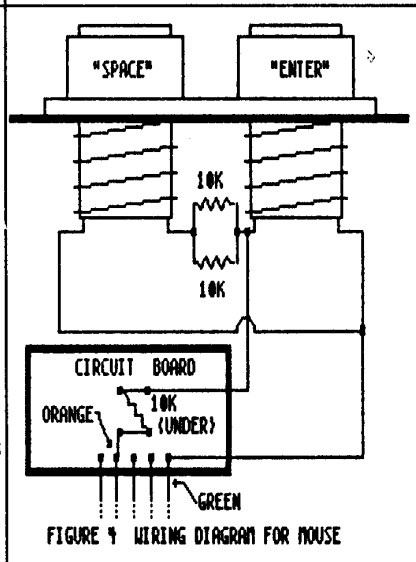 "SPACE" "ENTER"
10K
10K
CIRCUIT BOARD
10K
ORANGE
(UNDER)
GREEN
FIGURE 4 WIRING DIAGRAM FOR MOUSE